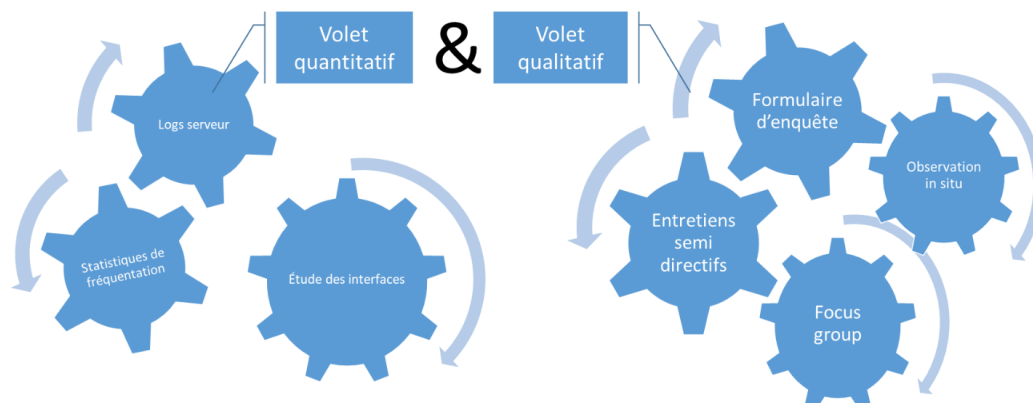 Volet
quantitatif
&
Volet
qualitatif
Logs serveur
Statistiques de
fréquentation
Étude des interfaces
Formulaire
d'enquête
Observation
in situ
Entretiens
semi
directifs
Focus
group